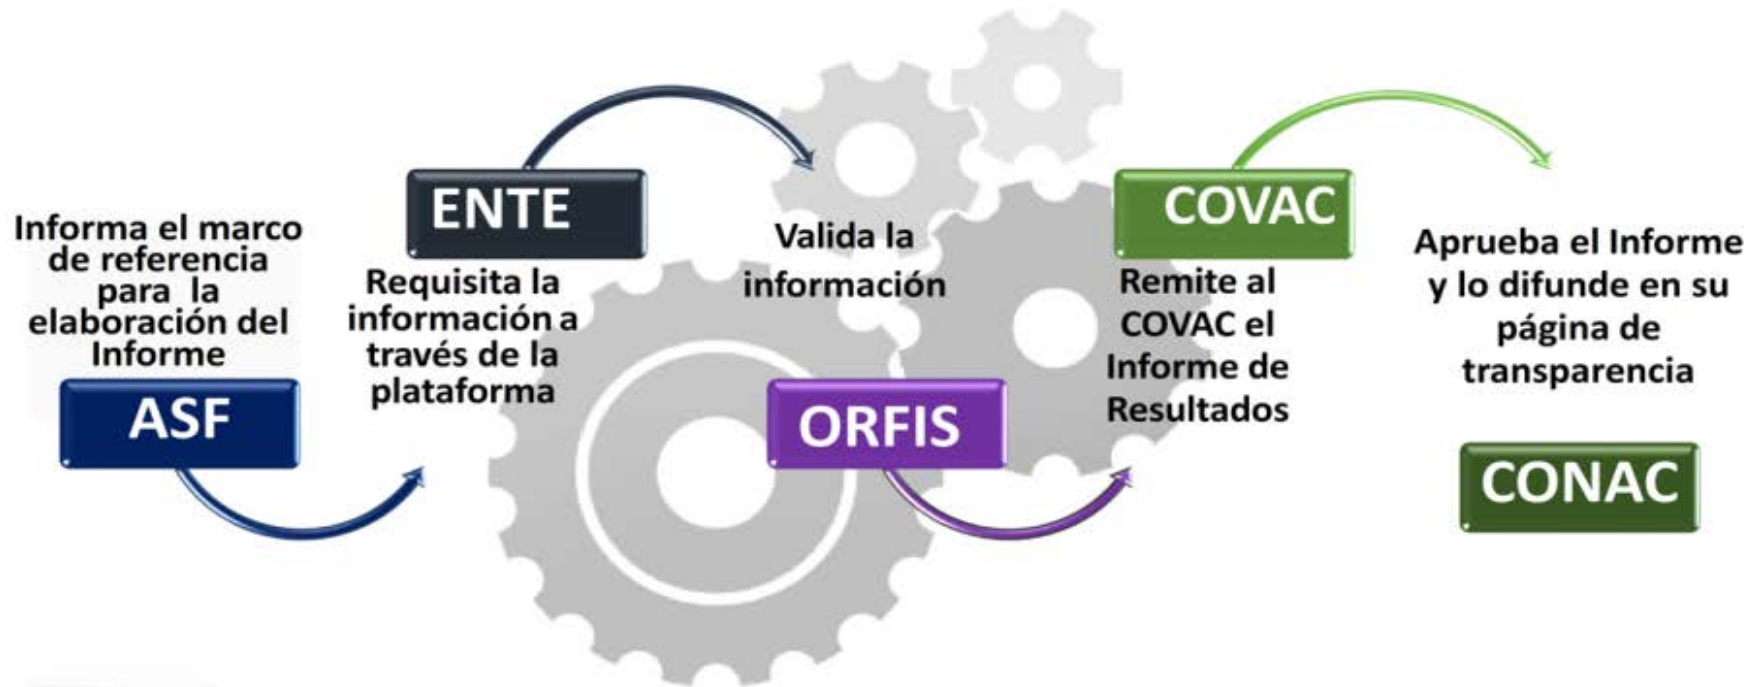 Informa el marco
de referencia
para la
elaboración del
Informe
ASF
ENTE
Requisita la
información a
través de la
plataforma
Valida la
información
ORFIS
COVAC
Remite al
COVAC el
Informe de
Resultados
Aprueba el Informe
y lo difunde en su
página de
transparencia
CONAC